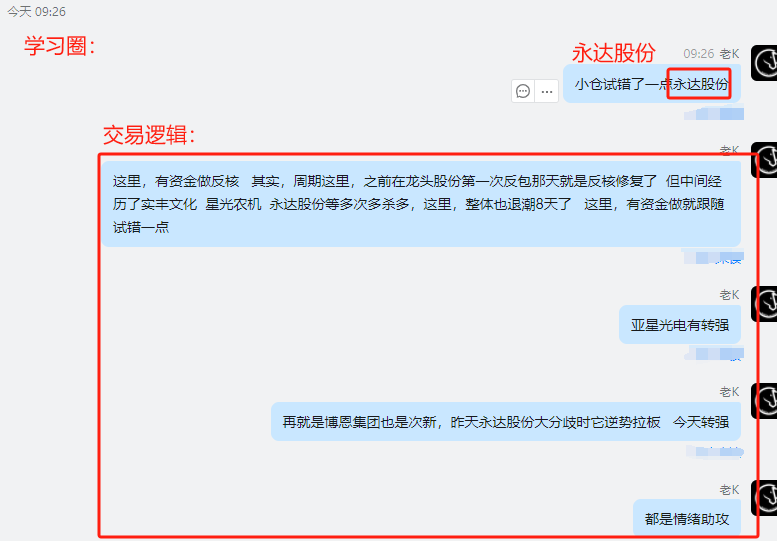 今天 09:26
学习圈：
永达股份
09:26 老K
小仓试错了一点永达股份
交易逻辑：
老K
这里，有资金做反核 其实，周期这里，之前在龙头股份第一次反包那天就是反核修复了 但中间经
历了实丰文化 星光农机 永达股份等多次多杀多，这里，整体也退潮8天了 这里，有资金做就跟随
试错一点
老K
亚星光电有转强
老K
再就是博恩集团也是次新，昨天永达股份大分歧时它逆势拉板 今天转强
老K
都是情绪助攻